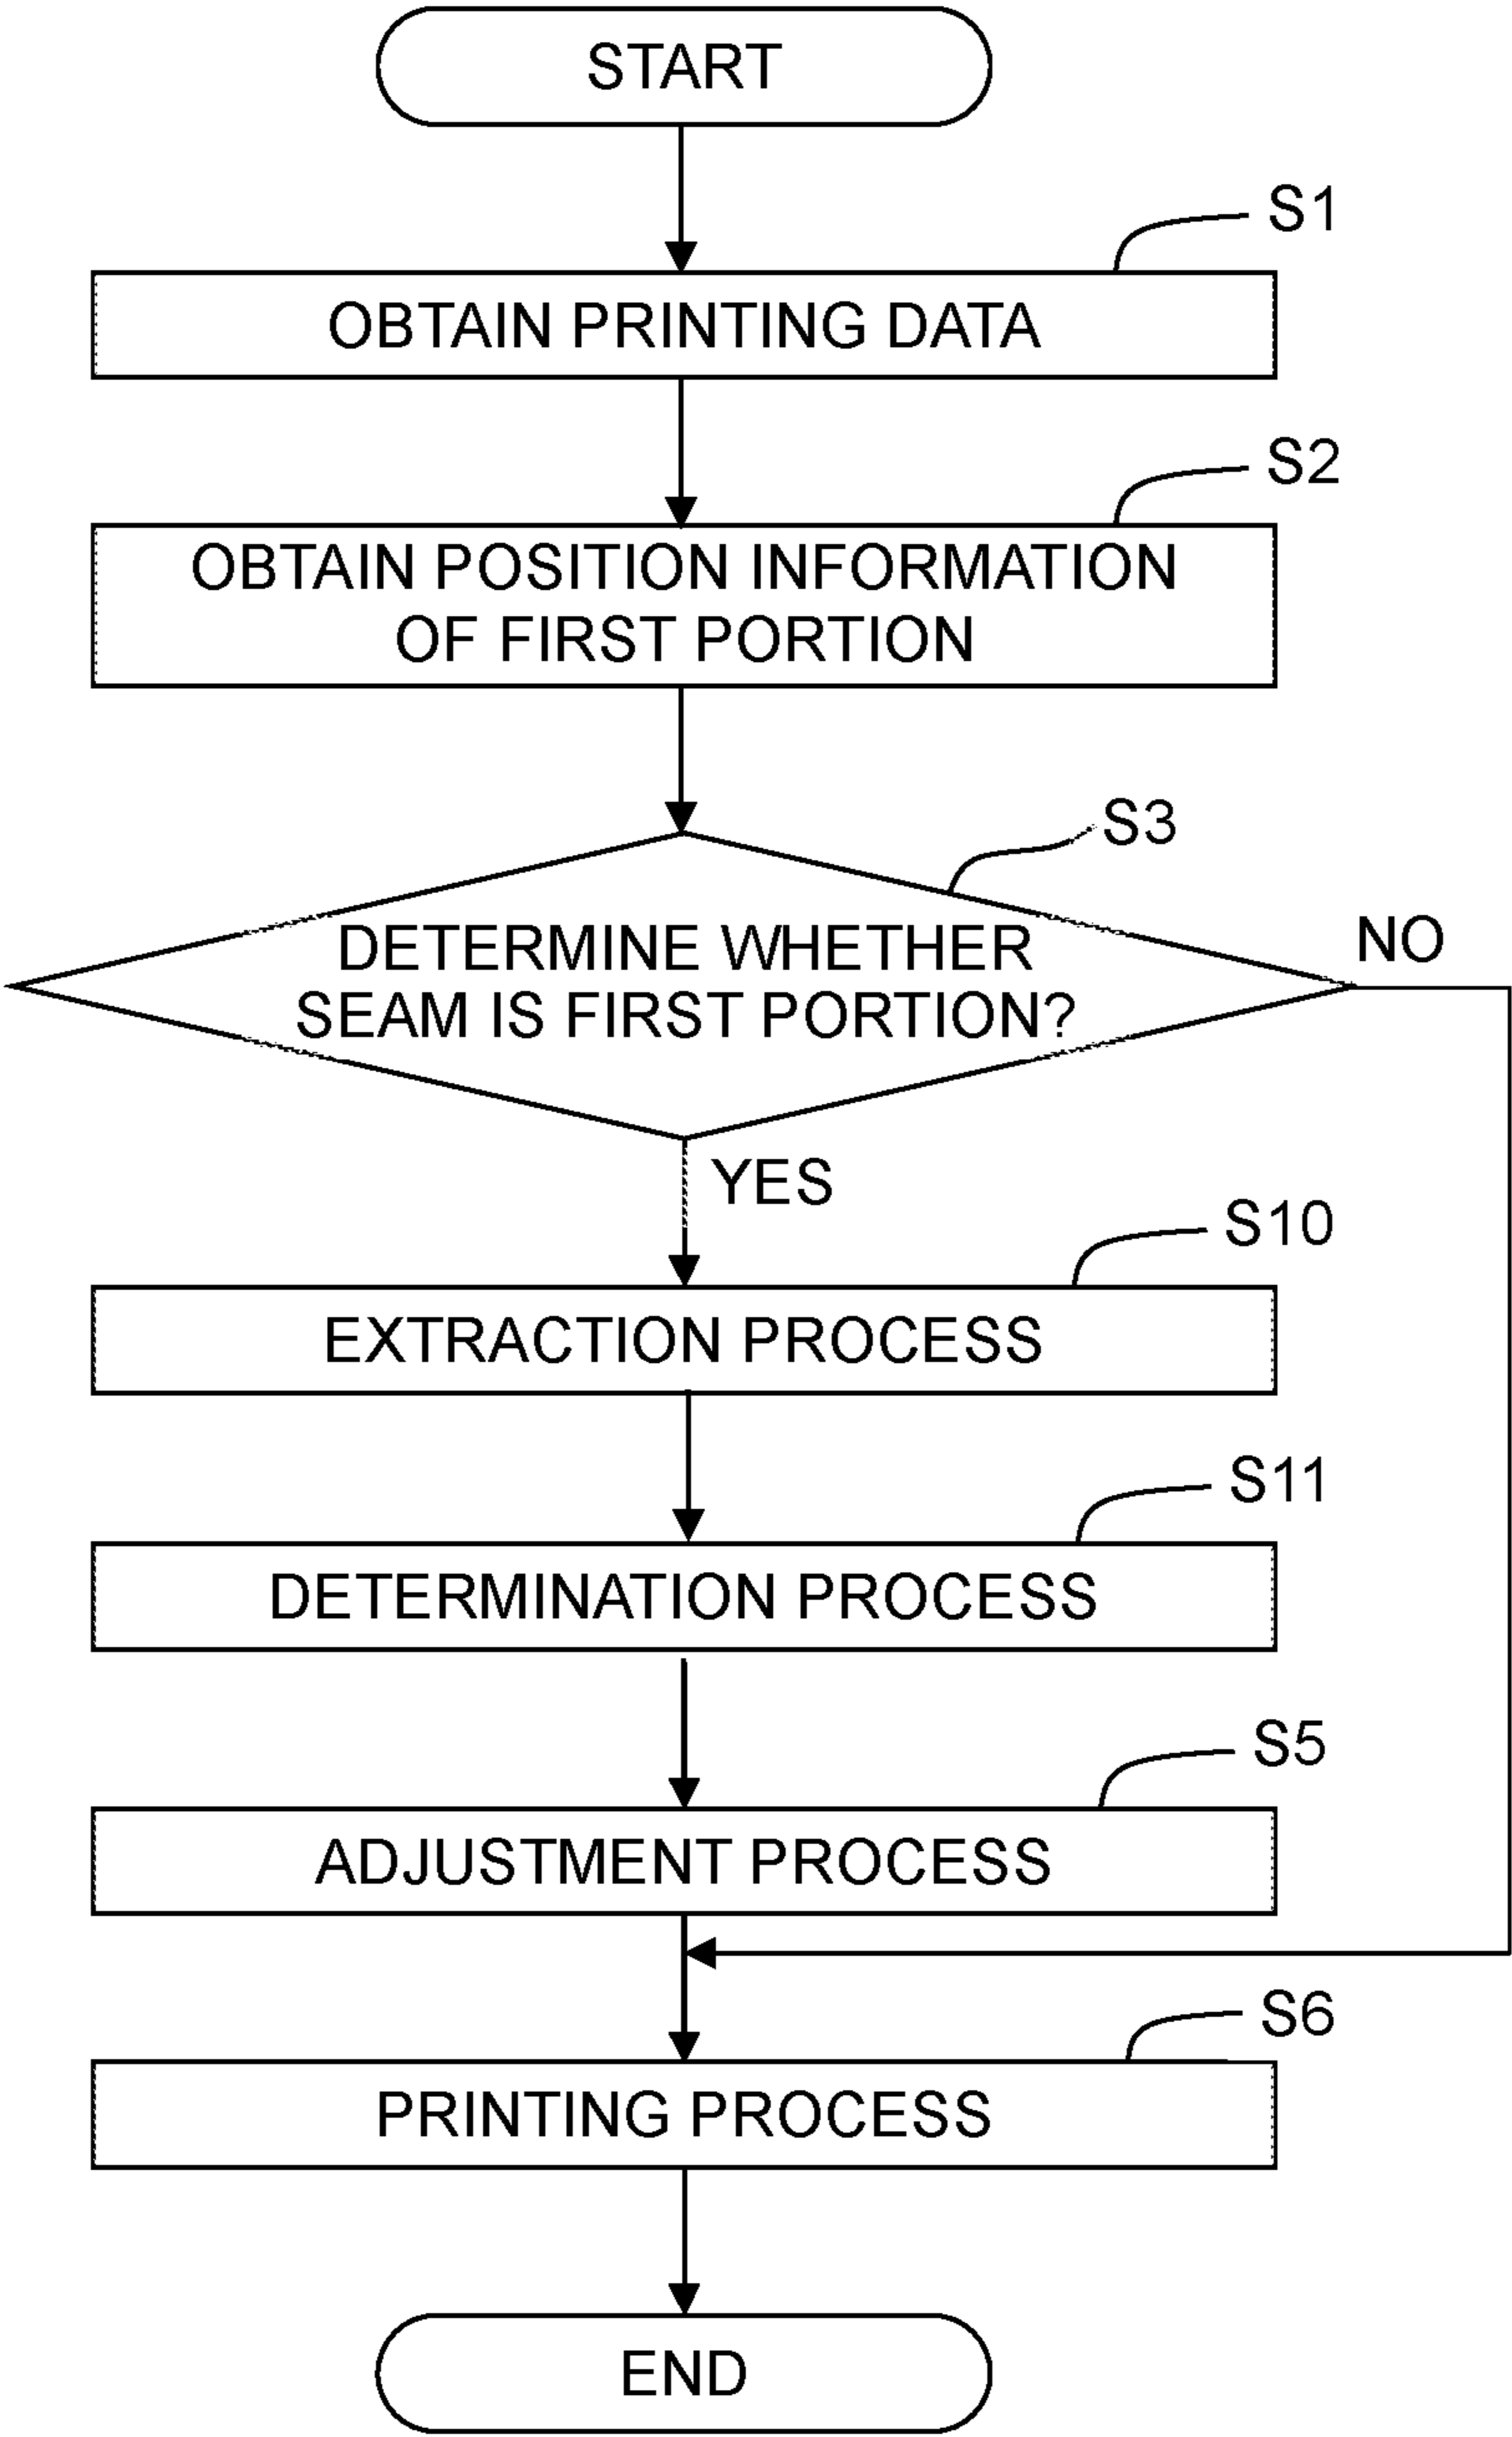 START
S1
OBTAIN PRINTING DATA
S2
OBTAIN POSITION INFORMATION
OF FIRST PORTION
S3
DETERMINE WHETHER
SEAM IS FIRST PORTION?
NO
YES
S10
EXTRACTION PROCESS
S11
DETERMINATION PROCESS
S5
ADJUSTMENT PROCESS
S6
PRINTING PROCESS
END